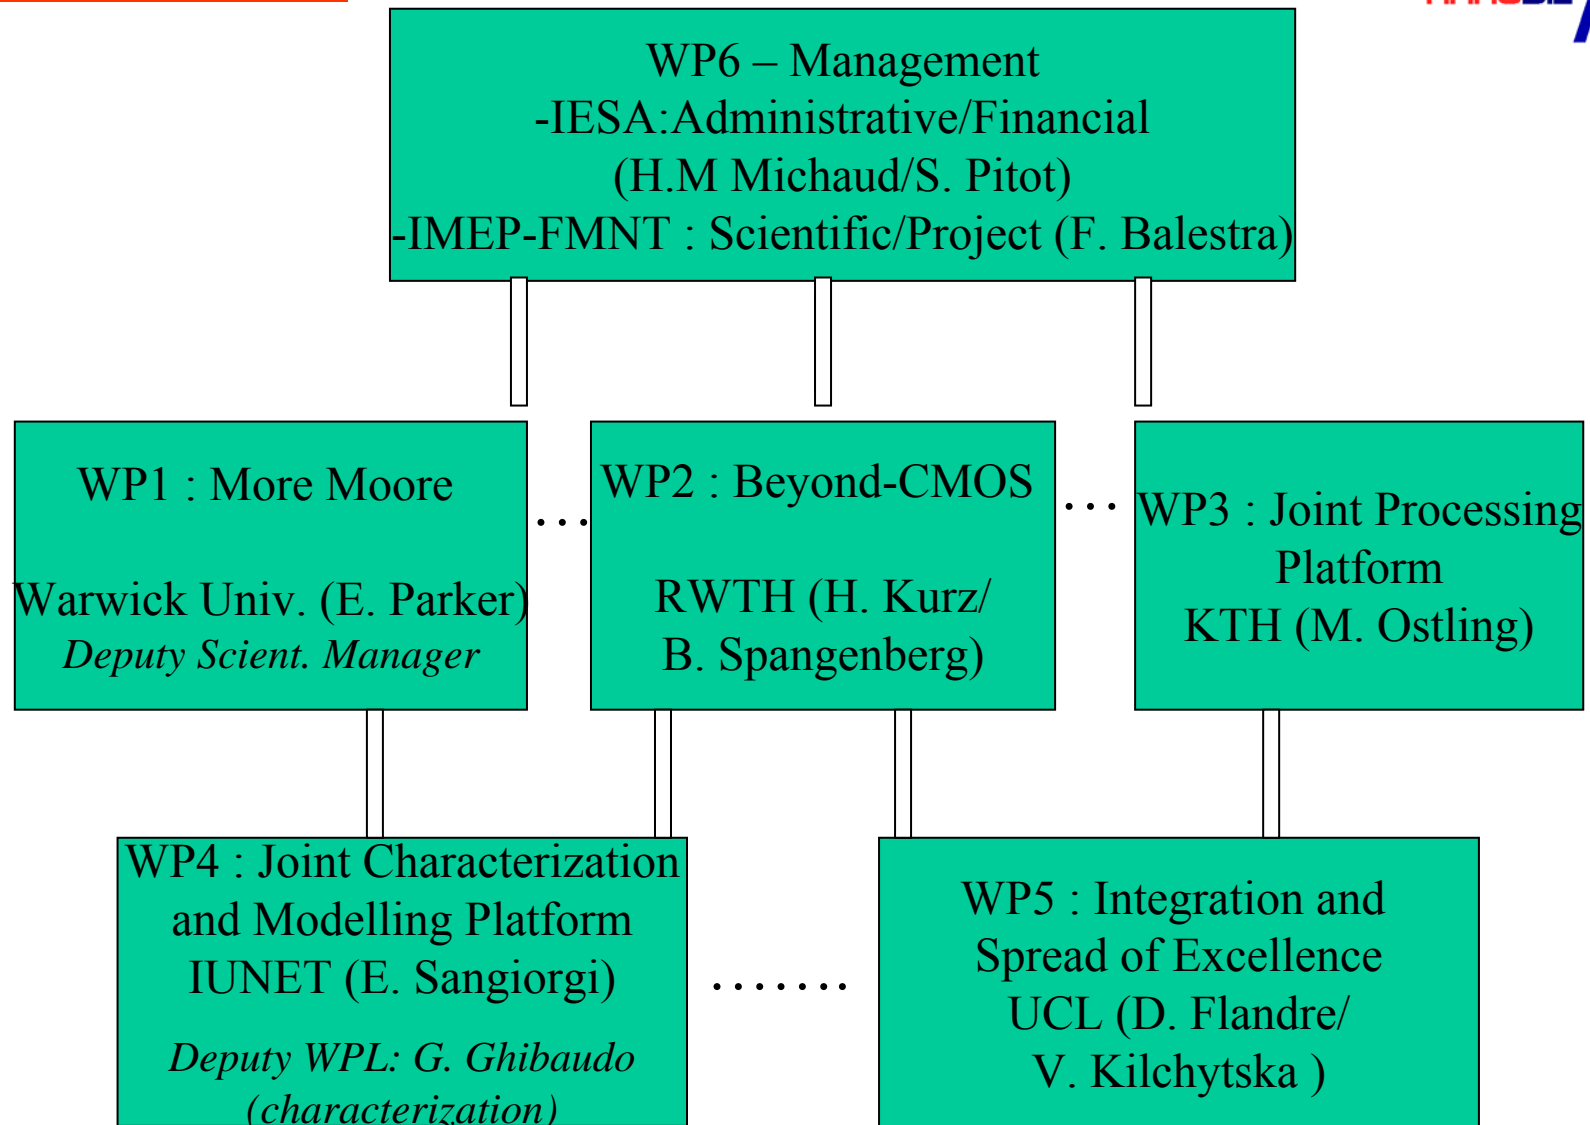 WP6 – Management
-IESA:Administrative/Financial
(H.M Michaud/S. Pitot)
-IMEP-FMNT : Scientific/Project (F. Balestra)
WP1 : More Moore
Warwick Univ. (E. Parker)
Deputy Scient. Manager
…
WP2 : Beyond-CMOS
RWTH (H. Kurz/
B. Spangenberg)
…
WP3 : Joint Processing
Platform
KTH (M. Ostling)
WP4 : Joint Characterization
and Modelling Platform
IUNET (E. Sangiorgi)
Deputy WPL: G. Ghibaudo
(characterization)
.......
WP5 : Integration and
Spread of Excellence
UCL (D. Flandre/
V. Kilchytska )